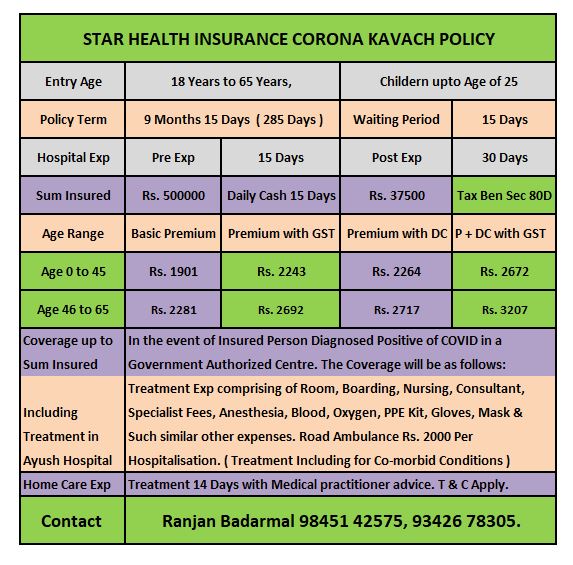 STAR HEALTH INSURANCE CORONA KAVACH POLICY
Entry Age 18 Years to 65 Years, Childern upto Age of 25
Policy Term 9 Months 15 Days ( 285 Days ) Waiting Period 15 Days
Hospital Exp Pre Exp 15 Days Post Exp 30 Days
Sum Insured Rs. 500000 Daily Cash 15 Days Rs. 37500 Tax Ben Sec 80D
Age Range Basic Premium Premium with GST Premium with DC P + DC with GST
Age 0 to 45 Rs. 1901 Rs. 2243 Rs. 2264 Rs. 2672
Age 46 to 65 Rs. 2281 Rs. 2692 Rs. 2717 Rs. 3207
Coverage up to
Sum Insured
In the event of Insured Person Diagnosed Positive of COVID in a
Government Authorized Centre. The Coverage will be as follows:
Including
Treatment in
Ayush Hospital
Treatment Exp comprising of Room, Boarding, Nursing, Consultant,
Specialist Fees, Anesthesia, Blood, Oxygen, PPE Kit, Gloves, Mask &
Such similar other expenses. Road Ambulance Rs. 2000 Per
Hospitalisation. ( Treatment Including for Co-morbid Conditions )
Home Care Exp Treatment 14 Days with Medical practitioner advice. T & C Apply.
Contact Ranjan Badarmal 98451 42575, 93426 78305.